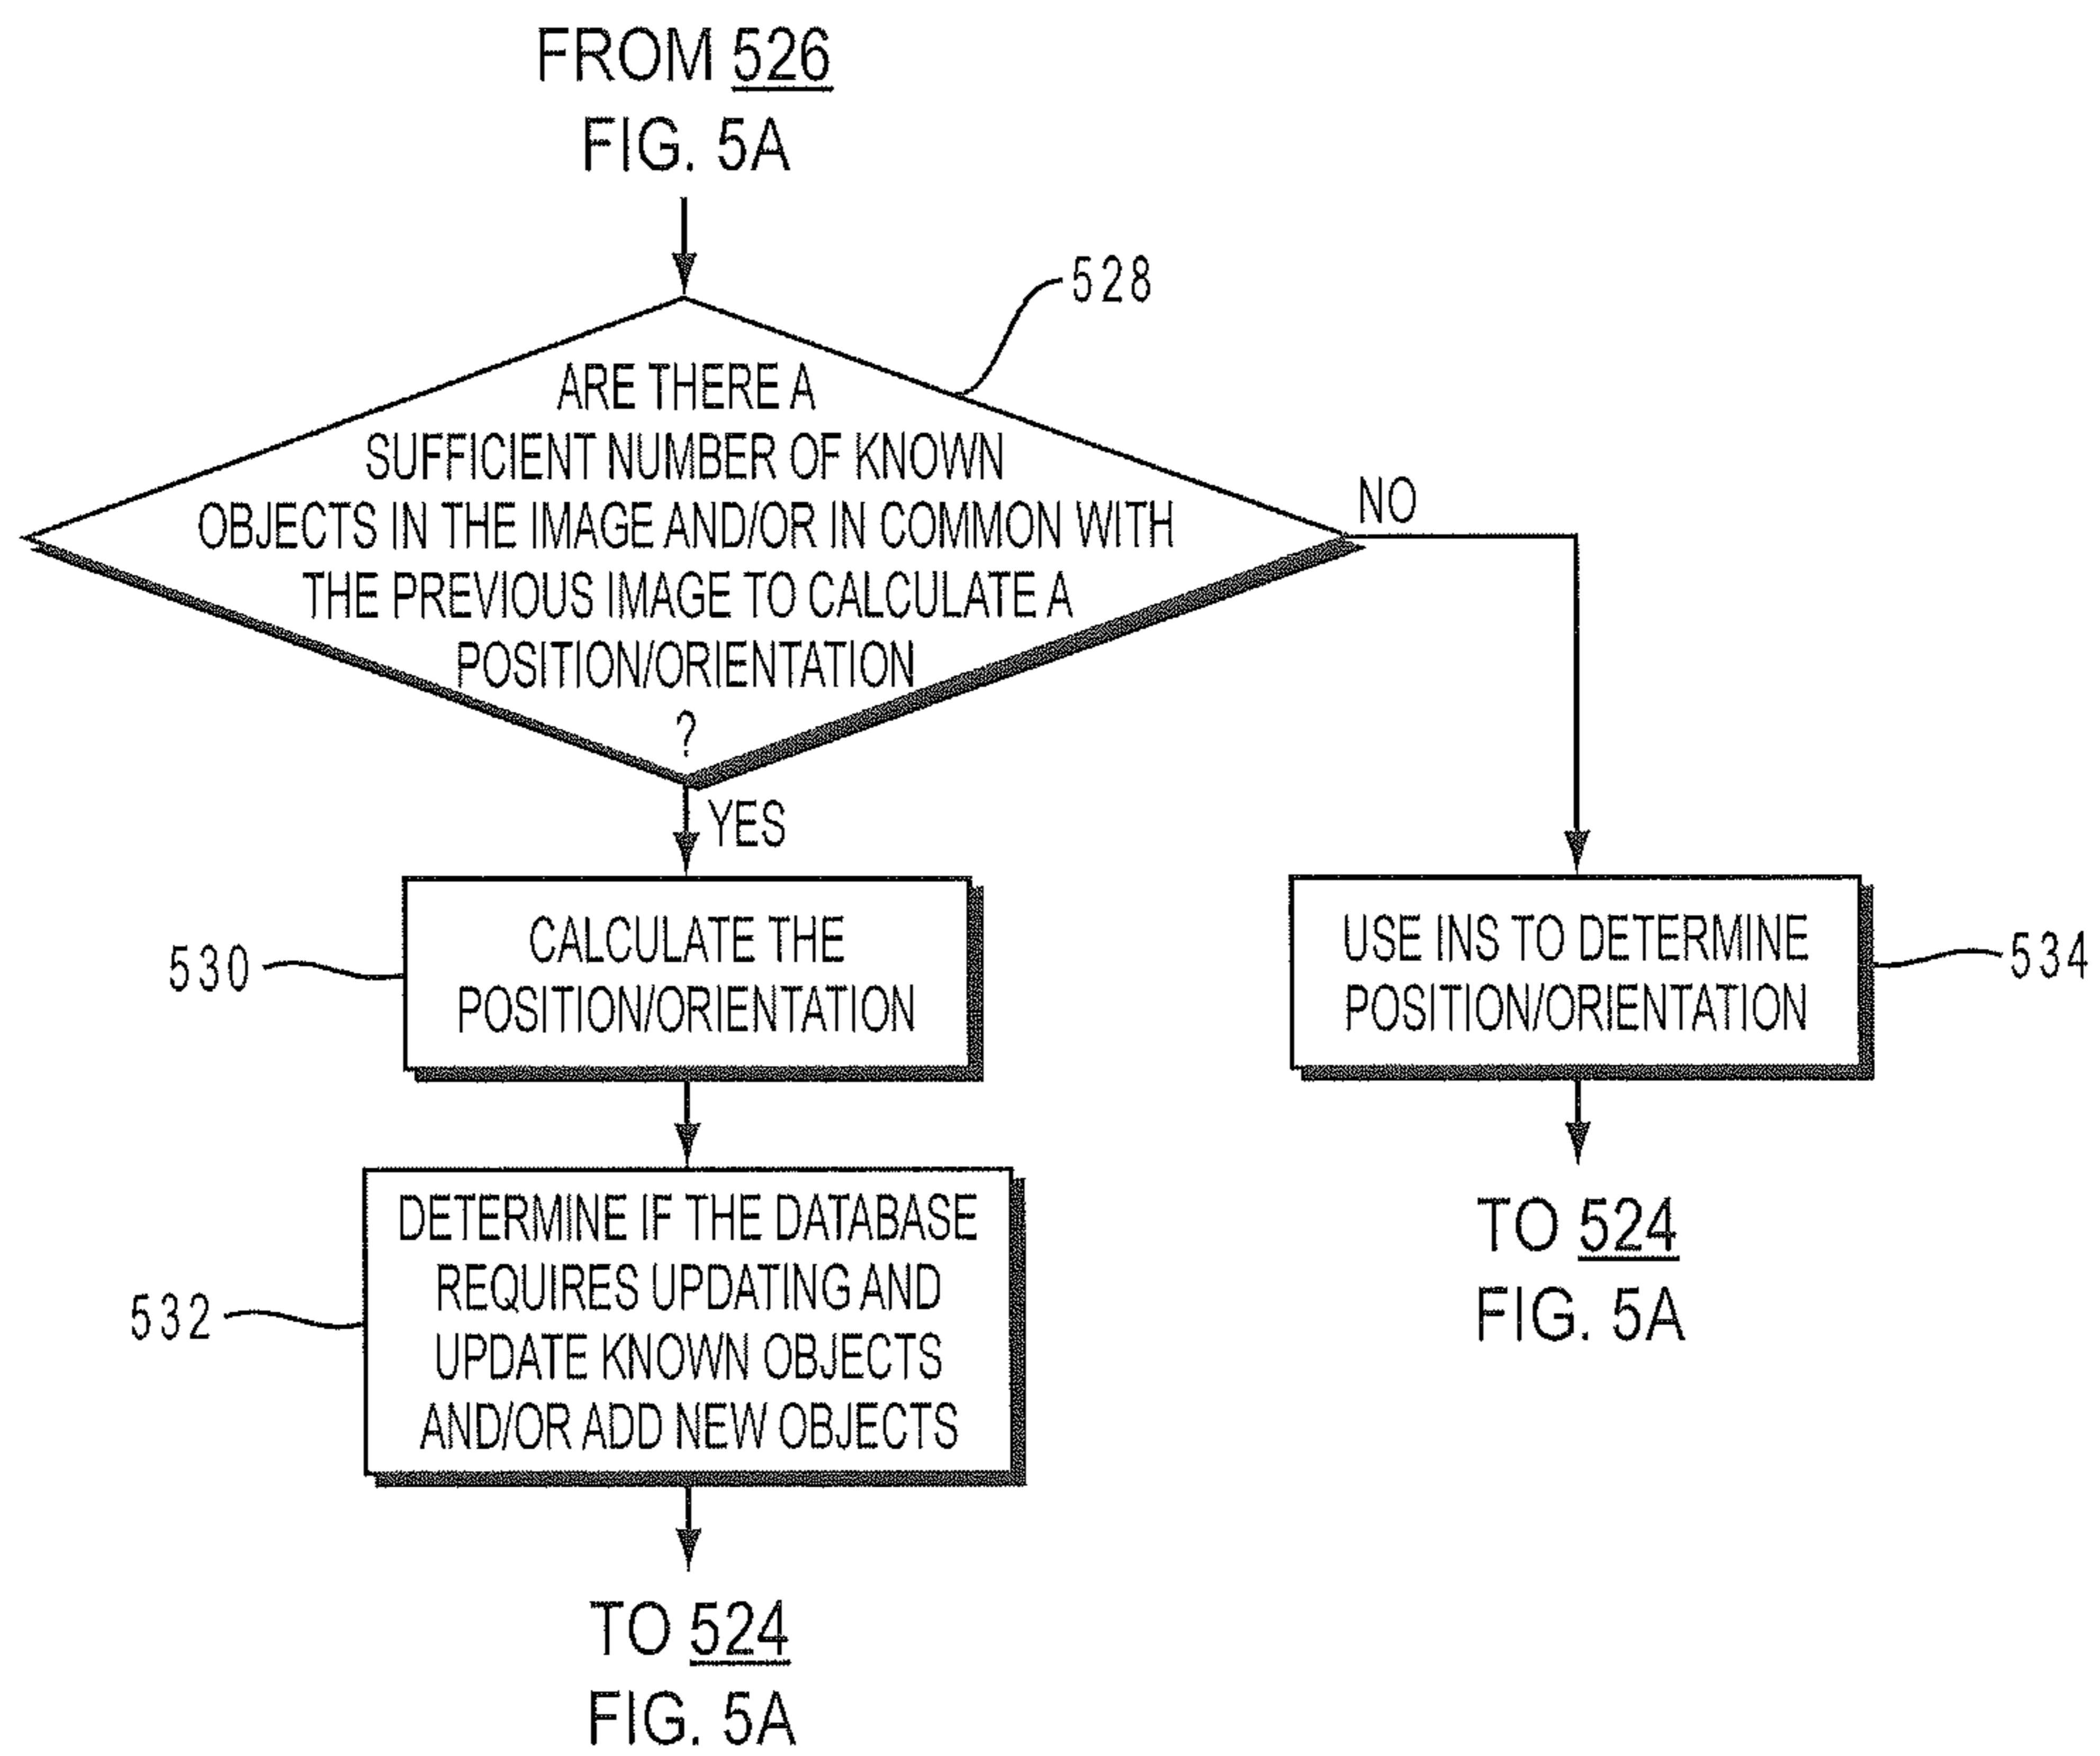 FROM 526
FIG. 5A
528
ARE THERE A
SUFFICIENT NUMBER OF KNOWN
OBJECTS IN THE IMAGE AND/OR IN COMMON WITH
THE PREVIOUS IMAGE TO CALCULATE A
POSITION/ORIENTATION
?
NO
YES
530
CALCULATE THE
POSITION/ORIENTATION
USE INS TO DETERMINE
POSITION/ORIENTATION
534
532
DETERMINE IF THE DATABASE
REQUIRES UPDATING AND
UPDATE KNOWN OBJECTS
AND/OR ADD NEW OBJECTS
TO 524
FIG. 5A
TO 524
FIG. 5A